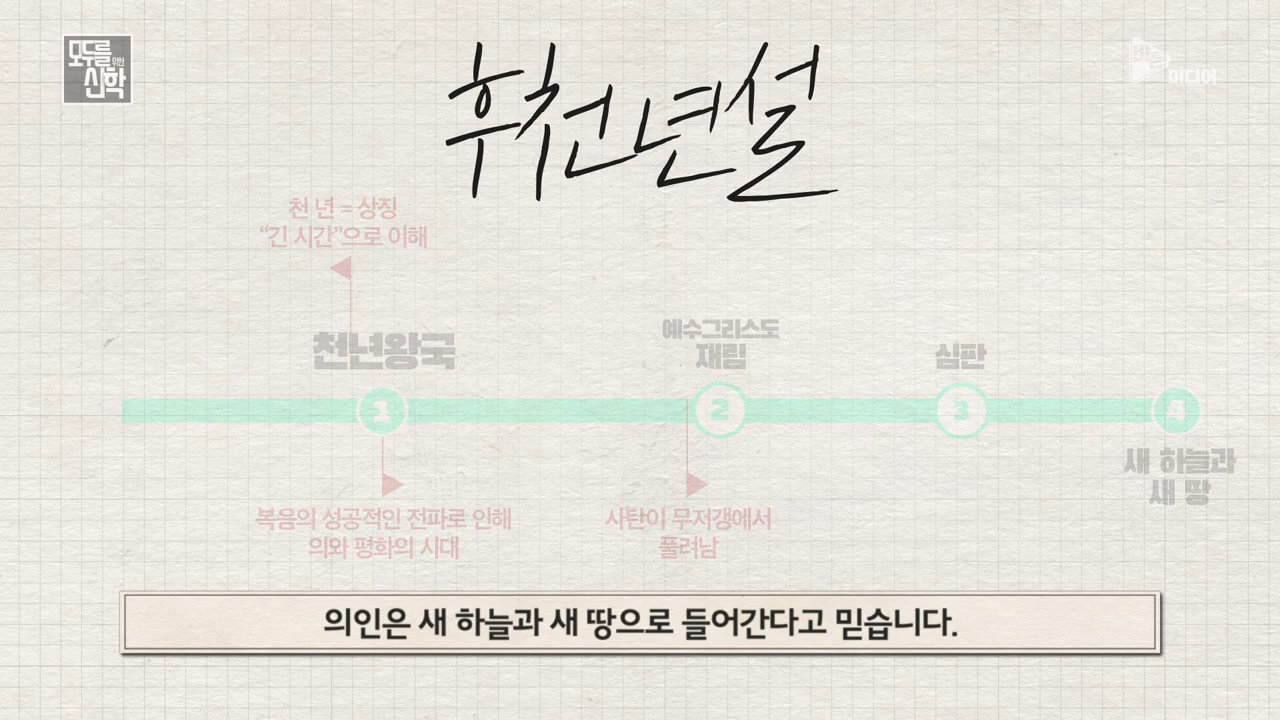 모두를
위한
신학
HP
미디어
후천년설
천 년 = 상징
“긴 시간”으로 이해
천년왕국
예수그리스도
재림
심판
1
2
3
4
새 하늘과
새 땅
복음의 성공적인 전파로 인해
의와 평화의 시대
사탄이 무저갱에서
풀러남
의인은 새 하늘과 새 땅으로 들어간다고 믿습니다.